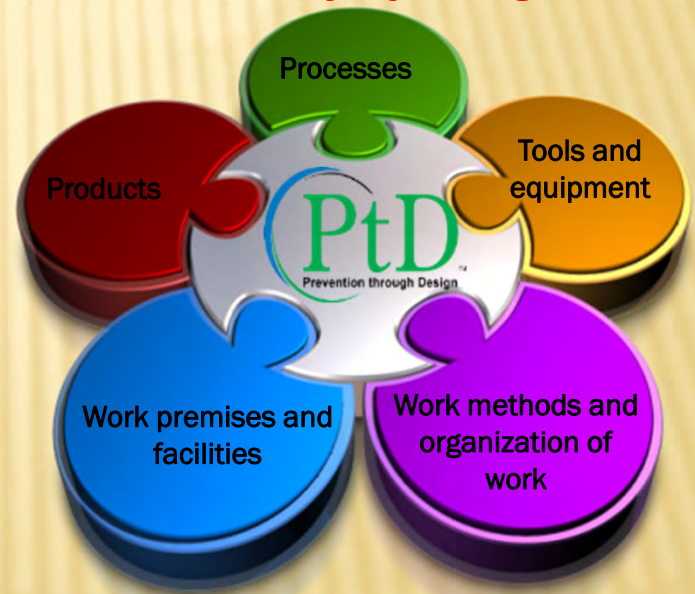 Processes
Products
Tools and
equipment
PtD
™
Prevention through Design
Work premises and
facilities
Work methods and
organization of
work